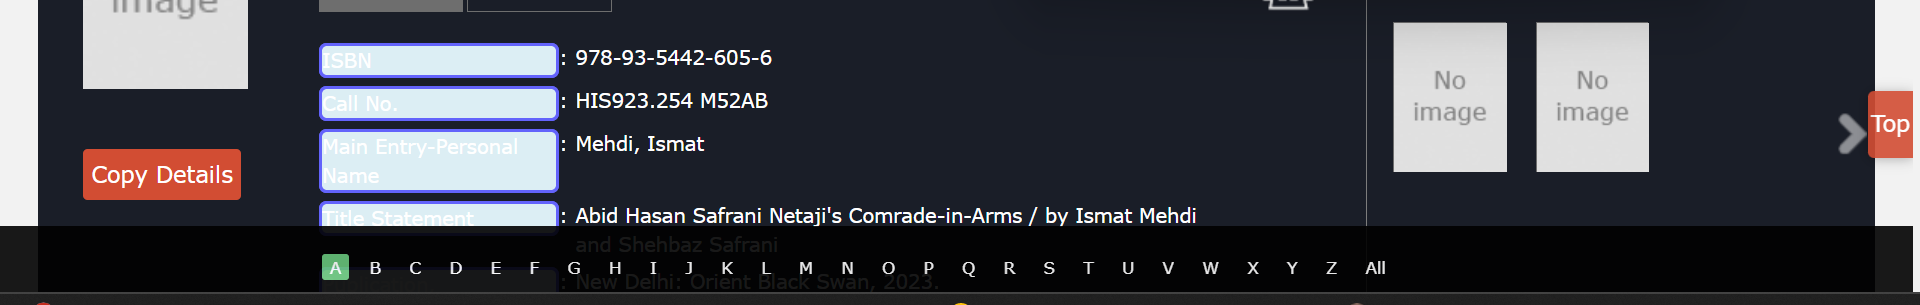 image
ISBN : 978-93-5442-605-6
Call No. : HIS923.254 M52AB
Main Entry-Personal Name : Mehdi, Ismat
Title Statement : Abid Hasan Safrani Netaji's Comrade-in-Arms / by Ismat Mehdi
and Shehbaz Safrani
: New Delhi: Orient Black Swan, 2023.
Copy Details
No image
No image
Top
A B C D E F G H I J K L M N O P Q R S T U V W X Y Z All